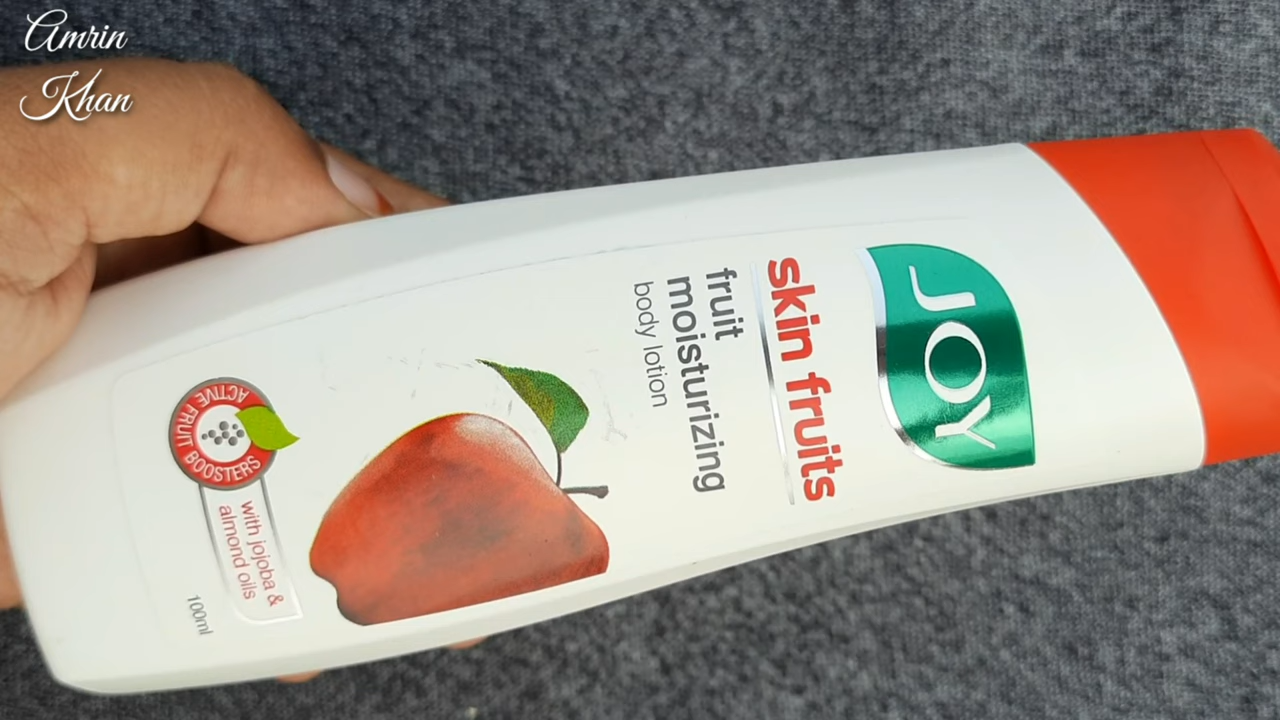 Amrin
Khan
JOY
skin fruits
fruit
moisturizing
body lotion
ACTIVE FRUIT BOOSTERS
with jojoba &
almond oils
100ml